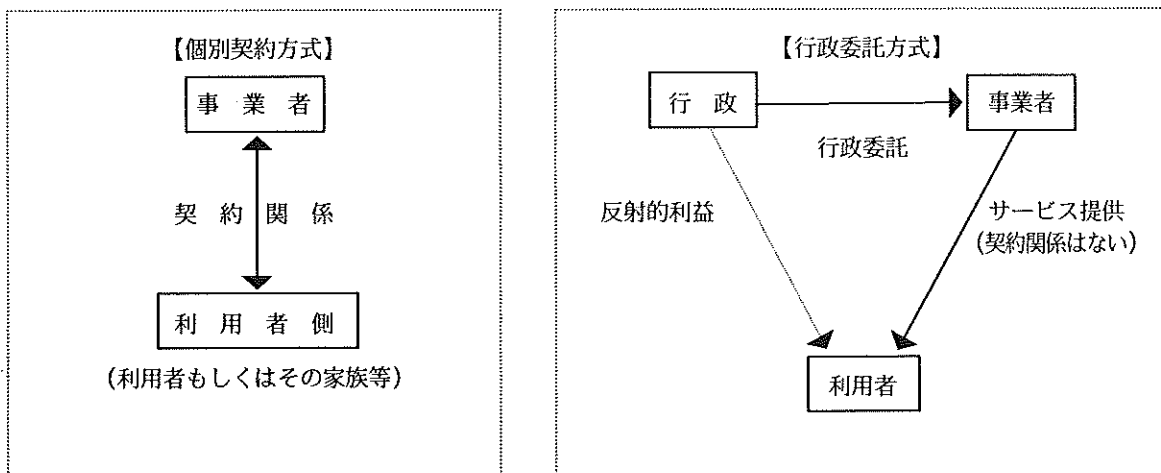 【個別契約方式】
事業者
契約関係
利用者側
(利用者もしくはその家族等)
【行政委託方式】
行政
事業者
行政委託
反射的利益
サービス提供
(契約関係はない)
利用者